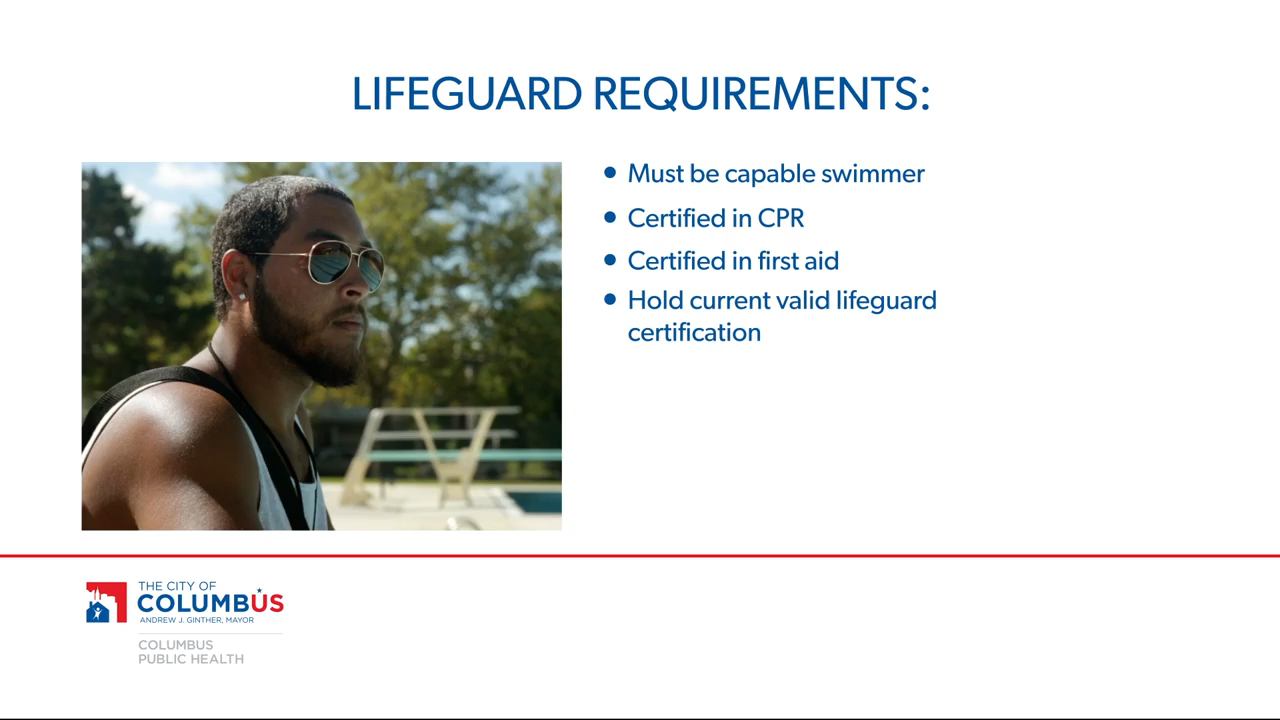 LIFEGUARD REQUIREMENTS:
• Must be capable swimmer
• Certified in CPR
• Certified in first aid
• Hold current valid lifeguard
certification
THE CITY OF
COLUMBUS
ANDREW J. GINTHER, MAYOR
COLUMBUS
PUBLIC HEALTH